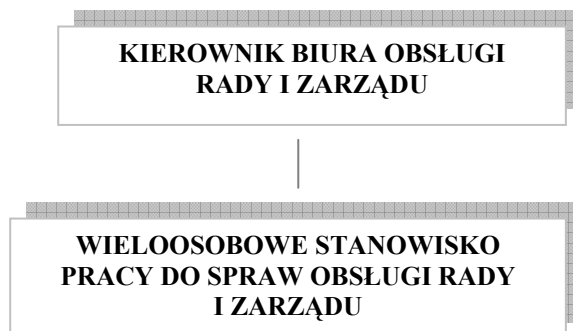 KIEROWNIK BIURA OBSŁUGI
RADY I ZARZĄDU
WIELOOSOBOWE STANOWISKO
PRACY DO SPRAW OBSŁUGI RADY
I ZARZĄDU